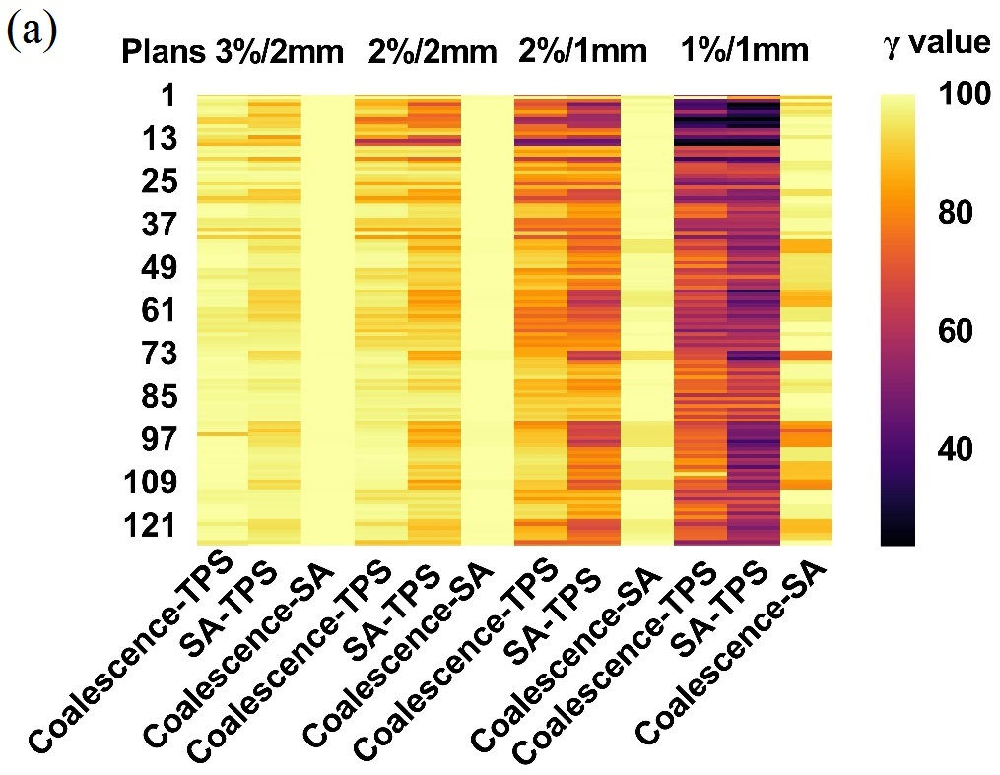 (a)
Plans 3%/2mm 2%/2mm 2%/1mm 1%/1mm
γ value
1
13
25
37
49
61
73
85
97
109
121
100
80
60
40
Coalescence-TPS
SA-TPS
Coalescence-SA
Coalescence-TPS
SA-TPS
Coalescence-SA
Coalescence-TPS
SA-TPS
Coalescence-SA
Coalescence-TPS
SA-TPS
Coalescence-SA